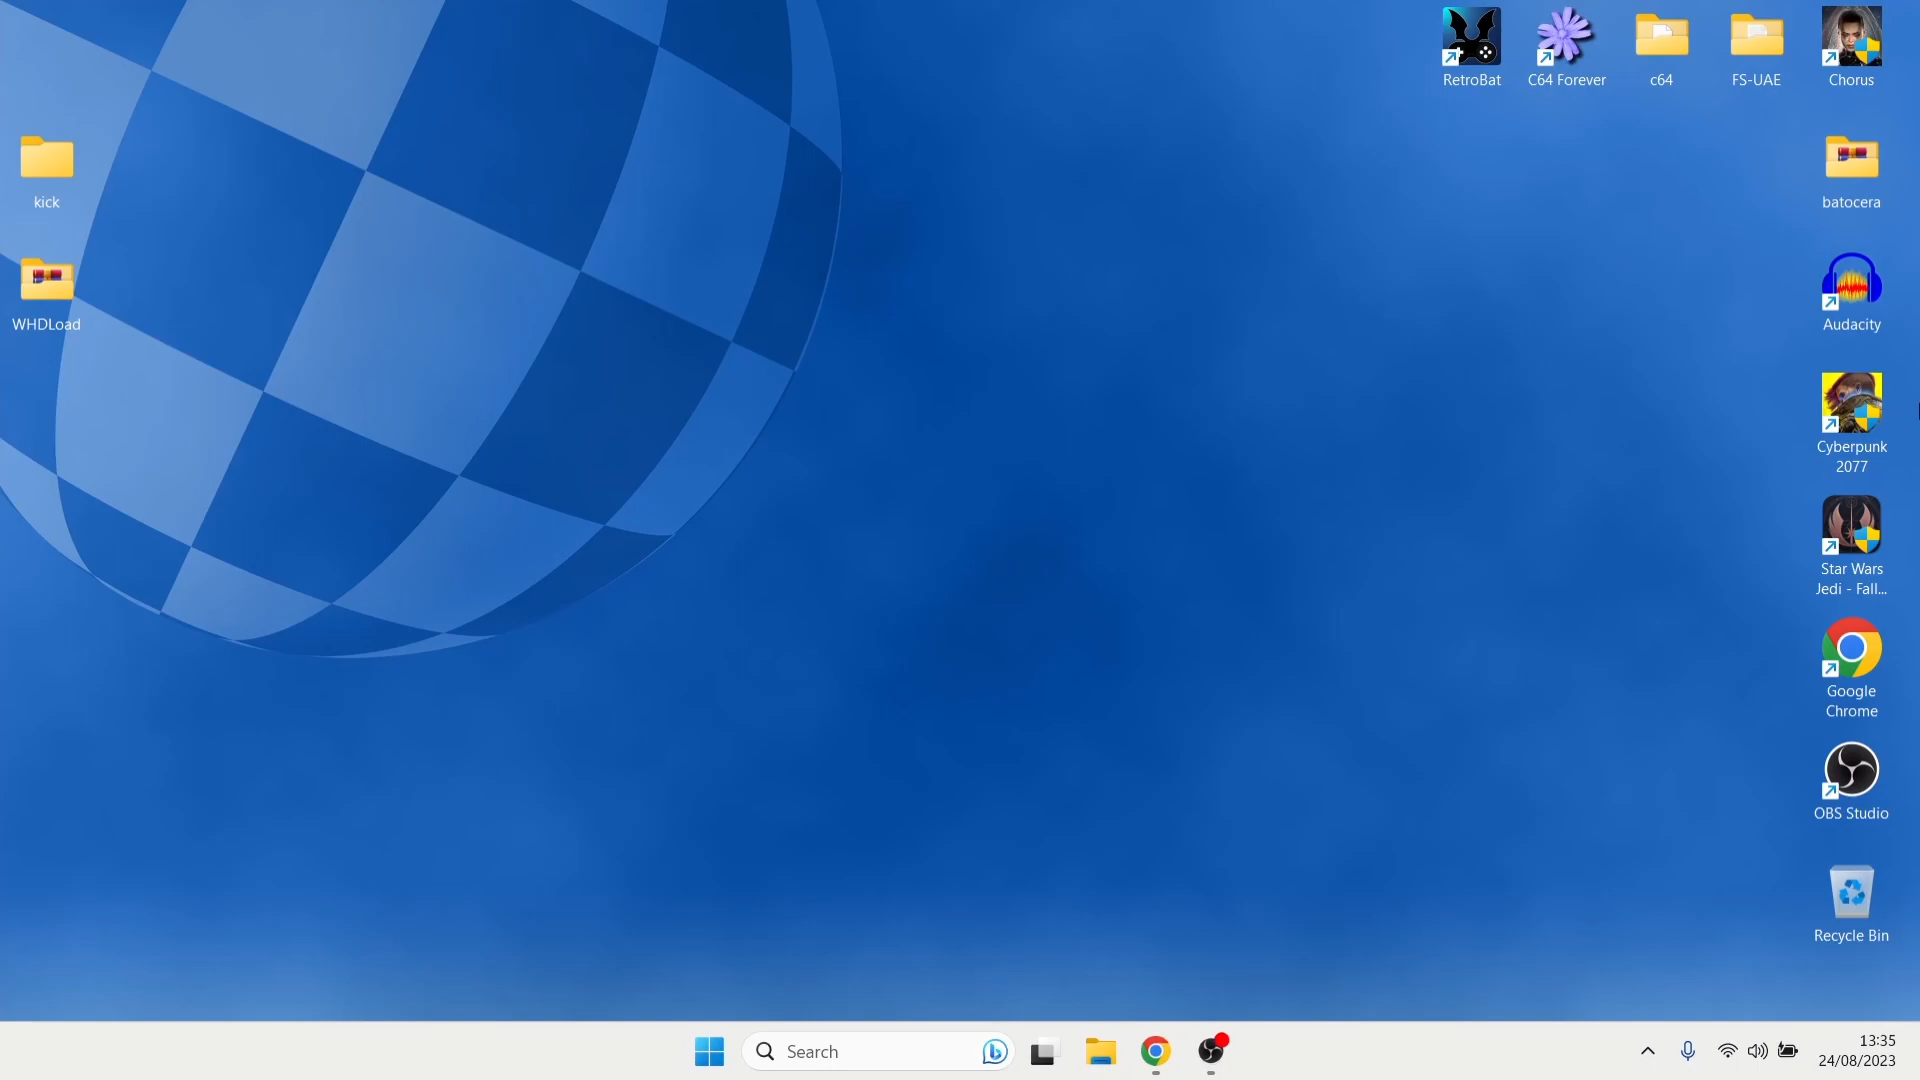 RetroBat
C64 Forever
c64
FS-UAE
Chorus
kick
batocera
WHDLoad
Audacity
Cyberpunk
2077
Star Wars
Jedi - Fall...
Google
Chrome
OBS Studio
Recycle Bin
Search
13:35
24/08/2023